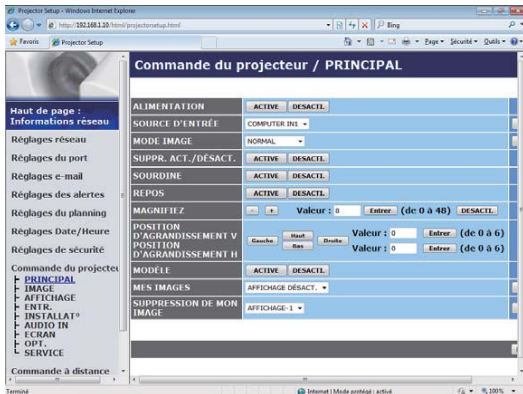 Projector Setup - Windows Internet Explorer
http://192.168.1.10/html/projectorsetup.html
Bing
Favoris
Projector Setup
Page
Sécurité
Outils
Commande du projecteur / PRINCIPAL
Haut de page :
Informations réseau
Réglages réseau
Réglages du port
Réglages e-mail
Réglages des alertes
Réglages du planning
Réglages Date/Heure
Réglages de sécurité
Commande du projecteu
PRINCIPAL
IMAGE
AFFICHAGE
ENTR.
INSTALLATº
AUDIO IN
ECRAN
OPT.
SERVICE
Commande à distance
ALIMENTATION ACTIVE DESACTI.
SOURCE D'ENTRÉE COMPUTER IN1
MODE IMAGE NORMAL
SUPPR. ACT./DÉSACT. ACTIVE DESACTI.
SOURDINE ACTIVE DESACTI.
REPOS ACTIVE DESACTI.
MAGNIFIEZ - + Valeur : 0 Entrer (de 0 à 48) DESACTI.
POSITION
D'AGRANDISSEMENT V
POSITION
D'AGRANDISSEMENT H
Gauche Haut Bas Droite
Valeur : 0 Entrer (de 0 à 6)
Valeur : 0 Entrer (de 0 à 6)
MODÈLE ACTIVE DESACTI.
MES IMAGES AFFICHAGE DÉSACT.
SUPPRESSION DE MON
IMAGE
AFFICHAGE-1
Terminé
Internet | Mode protégé : activé
100%